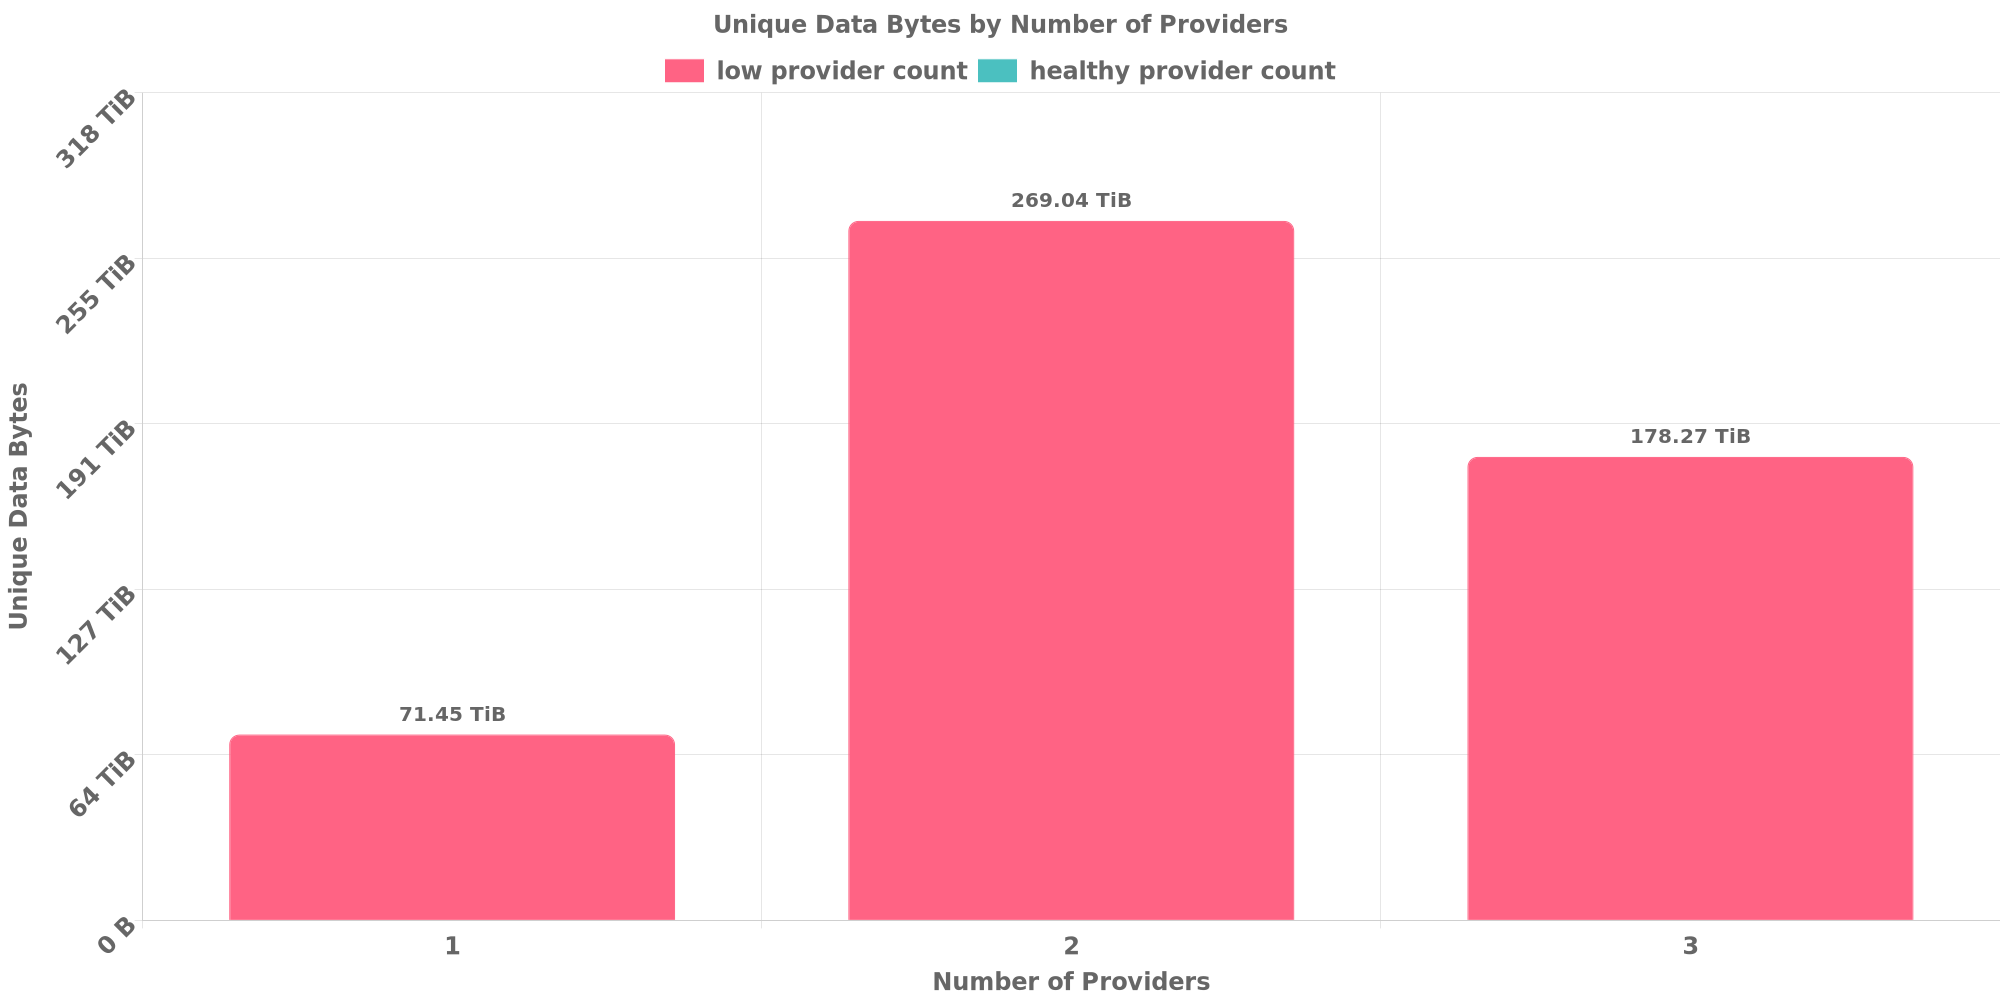 Unique Data Bytes by Number of Providers
low provider count healthy provider count
318 TiB
255 TiB
191 TiB
127 TiB
64 TiB
0 B
Unique Data Bytes
71.45 TiB
269.04 TiB
178.27 TiB
1 2 3
Number of Providers